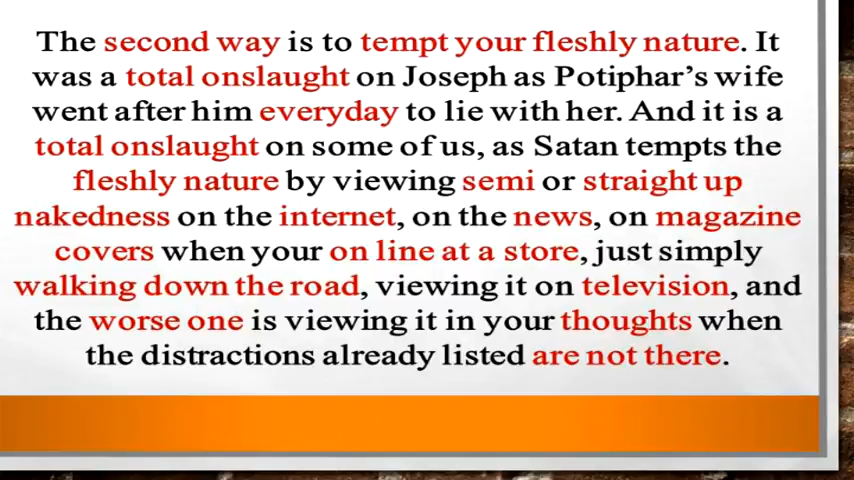 The second way is to tempt your fleshly nature. It
was a total onslaught on Joseph as Potiphar’s wife
went after him everyday to lie with her. And it is a
total onslaught on some of us, as Satan tempts the
fleshly nature by viewing semi or straight up
nakedness on the internet, on the news, on magazine
covers when your on line at a store, just simply
walking down the road, viewing it on television, and
the worse one is viewing it in your thoughts when
the distractions already listed are not there.